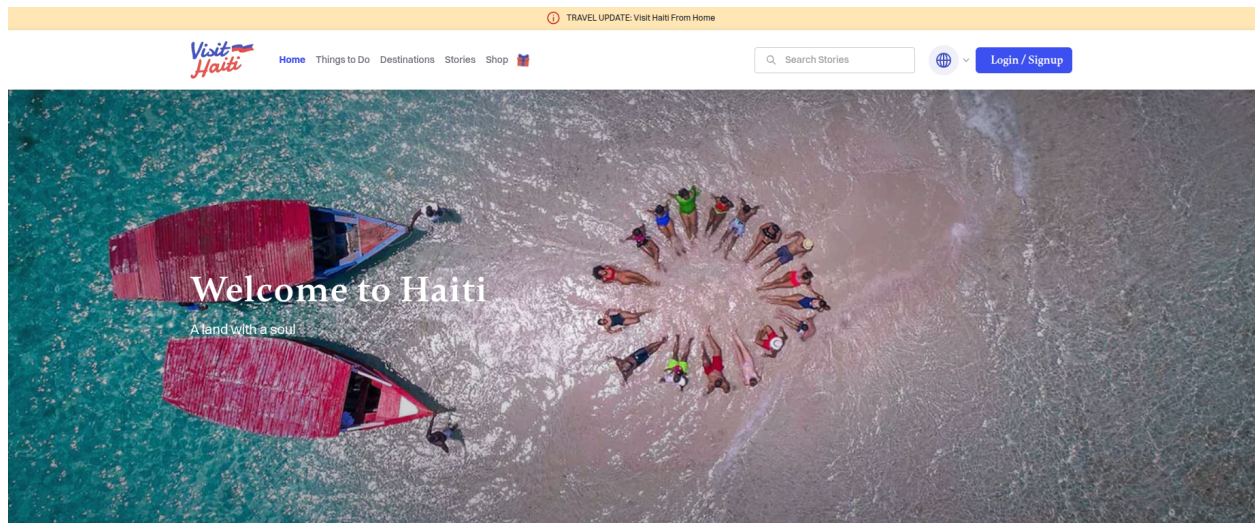 TRAVEL UPDATE: Visit Haiti From Home
Visit
Haiti
Home Things to Do Destinations Stories Shop
Search Stories
Login / Signup
Welcome to Haiti
A land with a soul